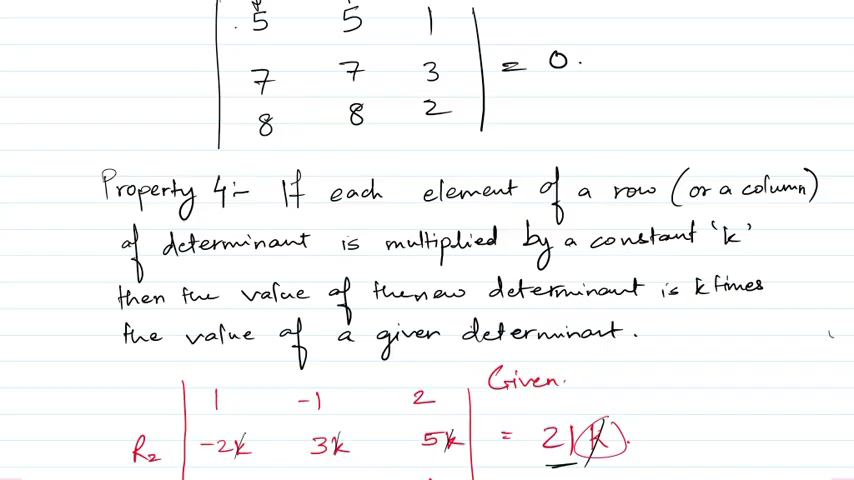 5 5 1
7 7 3 = 0.
8 8 2
Property 4:- If each element of a row (or a column)
of determinant is multiplied by a constant 'k'
then the value of the new determinant is k times
the value of a given determinant.
Given.
1 -1 2
R2 -2k 3k 5k = 21k.